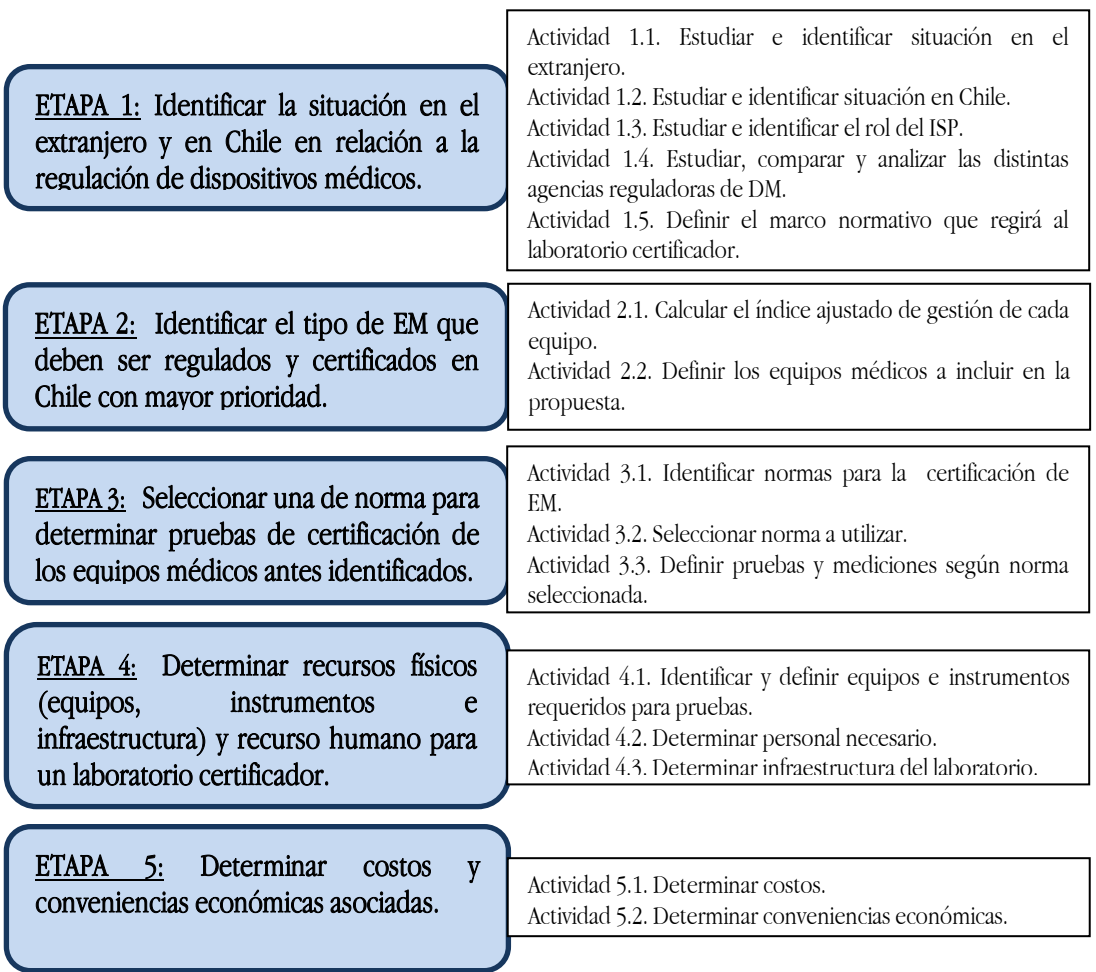 ETAPA 1: Identificar la situación en el
extranjero y en Chile en relación a la
regulación de dispositivos médicos.
Actividad 1.1. Estudiar e identificar situación en el
extranjero.
Actividad 1.2. Estudiar e identificar situación en Chile.
Actividad 1.3. Estudiar e identificar el rol del ISP.
Actividad 1.4. Estudiar, comparar y analizar las distintas
agencias reguladoras de DM.
Actividad 1.5. Definir el marco normativo que regirá al
laboratorio certificador.
ETAPA 2: Identificar el tipo de EM que
deben ser regulados y certificados en
Chile con mayor prioridad.
Actividad 2.1. Calcular el índice ajustado de gestión de cada
equipo.
Actividad 2.2. Definir los equipos médicos a incluir en la
propuesta.
ETAPA 3: Seleccionar una de norma para
determinar pruebas de certificación de
los equipos médicos antes identificados.
Actividad 3.1. Identificar normas para la certificación de
EM.
Actividad 3.2. Seleccionar norma a utilizar.
Actividad 3.3. Definir pruebas y mediciones según norma
seleccionada.
ETAPA 4: Determinar recursos físicos
(equipos, instrumentos e
infraestructura) y recurso humano para
un laboratorio certificador.
Actividad 4.1. Identificar y definir equipos e instrumentos
requeridos para pruebas.
Actividad 4.2. Determinar personal necesario.
Actividad 4.3. Determinar infraestructura del laboratorio.
ETAPA 5: Determinar costos y
conveniencias económicas asociadas.
Actividad 5.1. Determinar costos.
Actividad 5.2. Determinar conveniencias económicas.